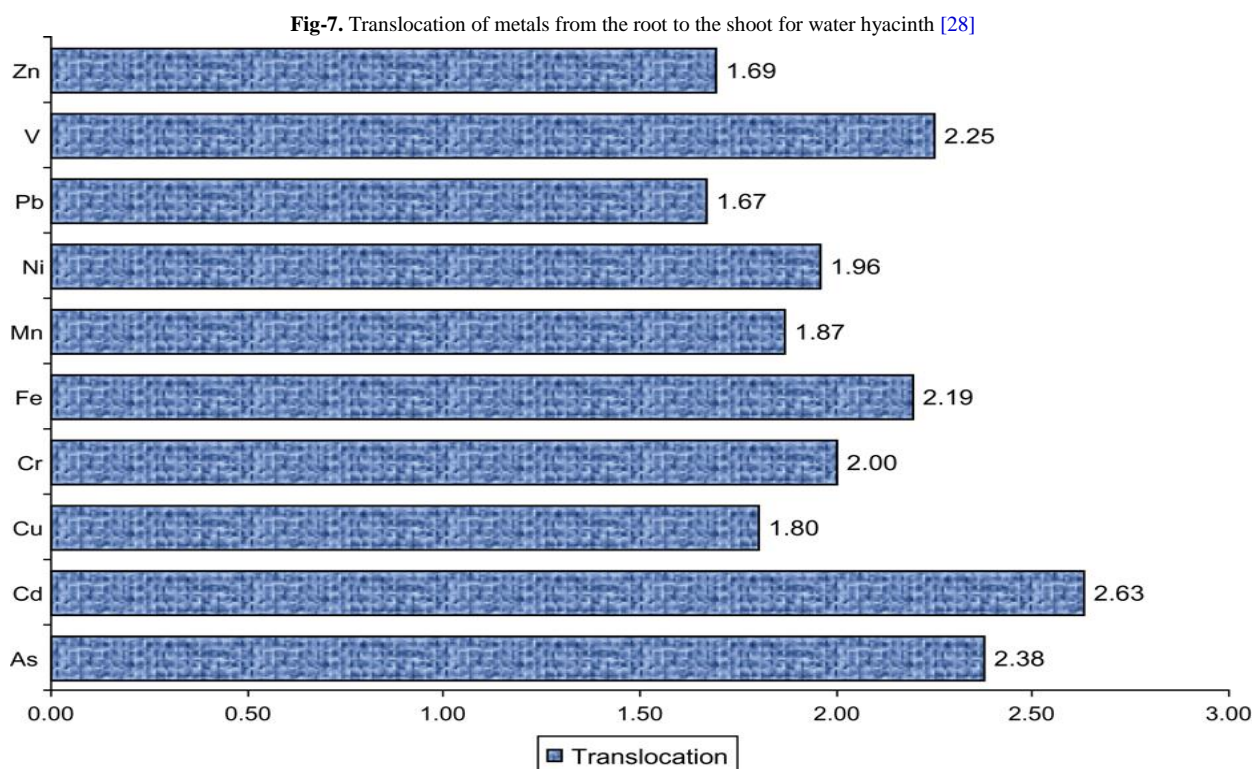 Fig-7. Translocation of metals from the root to the shoot for water hyacinth [28]
Zn 1.69
V 2.25
Pb 1.67
Ni 1.96
Mn 1.87
Fe 2.19
Cr 2.00
Cu 1.80
Cd 2.63
As 2.38
0.00 0.50 1.00 1.50 2.00 2.50 3.00
Translocation